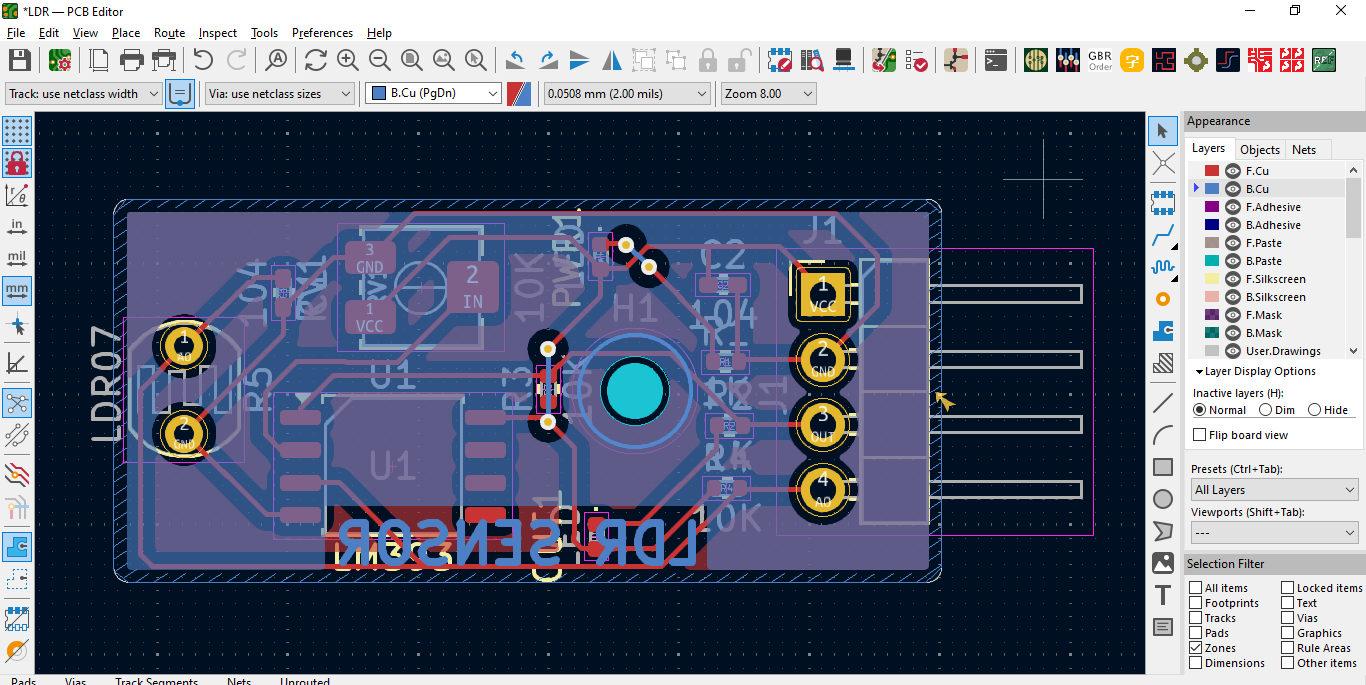 *LDR — PCB Editor
File Edit View Place Route Inspect Tools Preferences Help
GBR
Order
Track: use netclass width
Via: use netclass sizes
B.Cu (PgDn)
0.0508 mm (2.00 mils)
Zoom 8.00
in
mil
mm
Appearance
Layers Objects Nets
F.Cu
B.Cu
F.Adhesive
B.Adhesive
F.Paste
B.Paste
F.Silkscreen
B.Silkscreen
F.Mask
B.Mask
User.Drawings
Layer Display Options
Inactive layers (H):
Normal Dim Hide
Flip board view
Presets (Ctrl+Tab):
All Layers
Viewports (Shift+Tab):
---
Selection Filter
All items Locked items
Footprints Text
Tracks Vias
Pads Graphics
Zones Rule Areas
Dimensions Other items
LDR07
104
RV1
3
GND
2
IN
1
VCC
10K
PWD1
C2
104
J1
H1
1
VCC
2
GND
3
OUT
4
A0
1
A0
2
GND
R5
U1
U1
R3
J1
R4
10K
LDR SENSOR
Pads Vias Track Segments Nets Unrouted